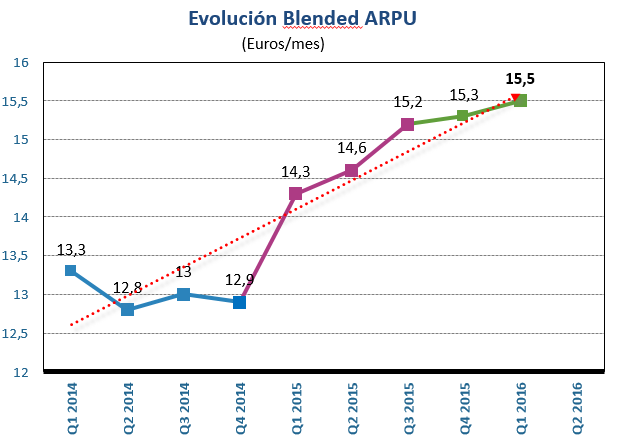 Evolución Blended ARPU
(Euros/mes)
16
15,5
15
14,5
14
13,5
13
12,5
12
13,3
12,8
13
12,9
14,3
14,6
15,2
15,3
15,5
Q1 2014
Q2 2014
Q3 2014
Q4 2014
Q1 2015
Q2 2015
Q3 2015
Q4 2015
Q1 2016
Q2 2016